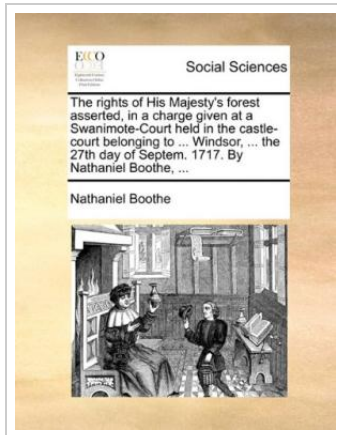 ECCO
Social Sciences
The rights of His Majesty's forest
asserted, in a charge given at a
Swanimote-Court held in the castle-
court belonging to ... Windsor, ... the
27th day of Septem. 1717. By
Nathaniel Boothe, ...
Nathaniel Boothe